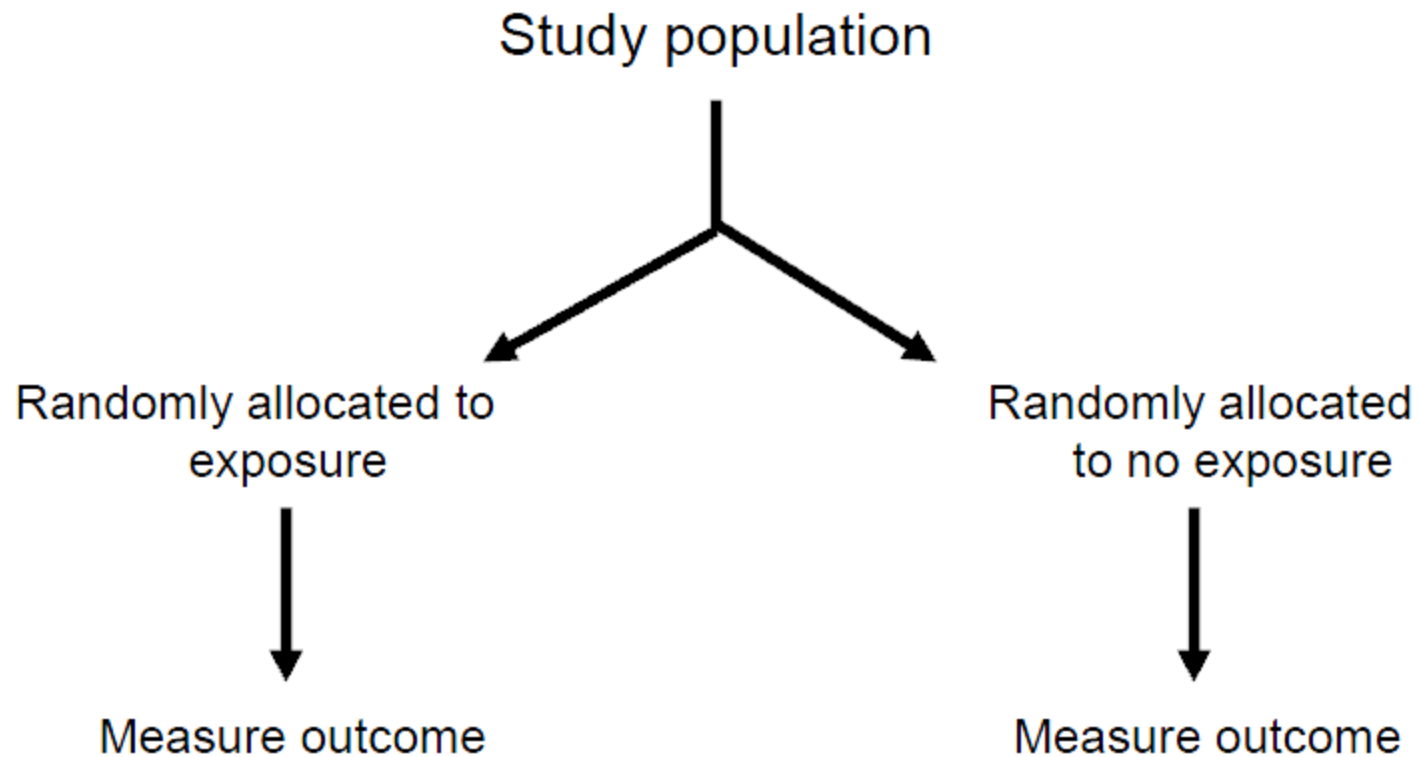 Study population
Randomly allocated to
exposure
Randomly allocated
to no exposure
Measure outcome
Measure outcome